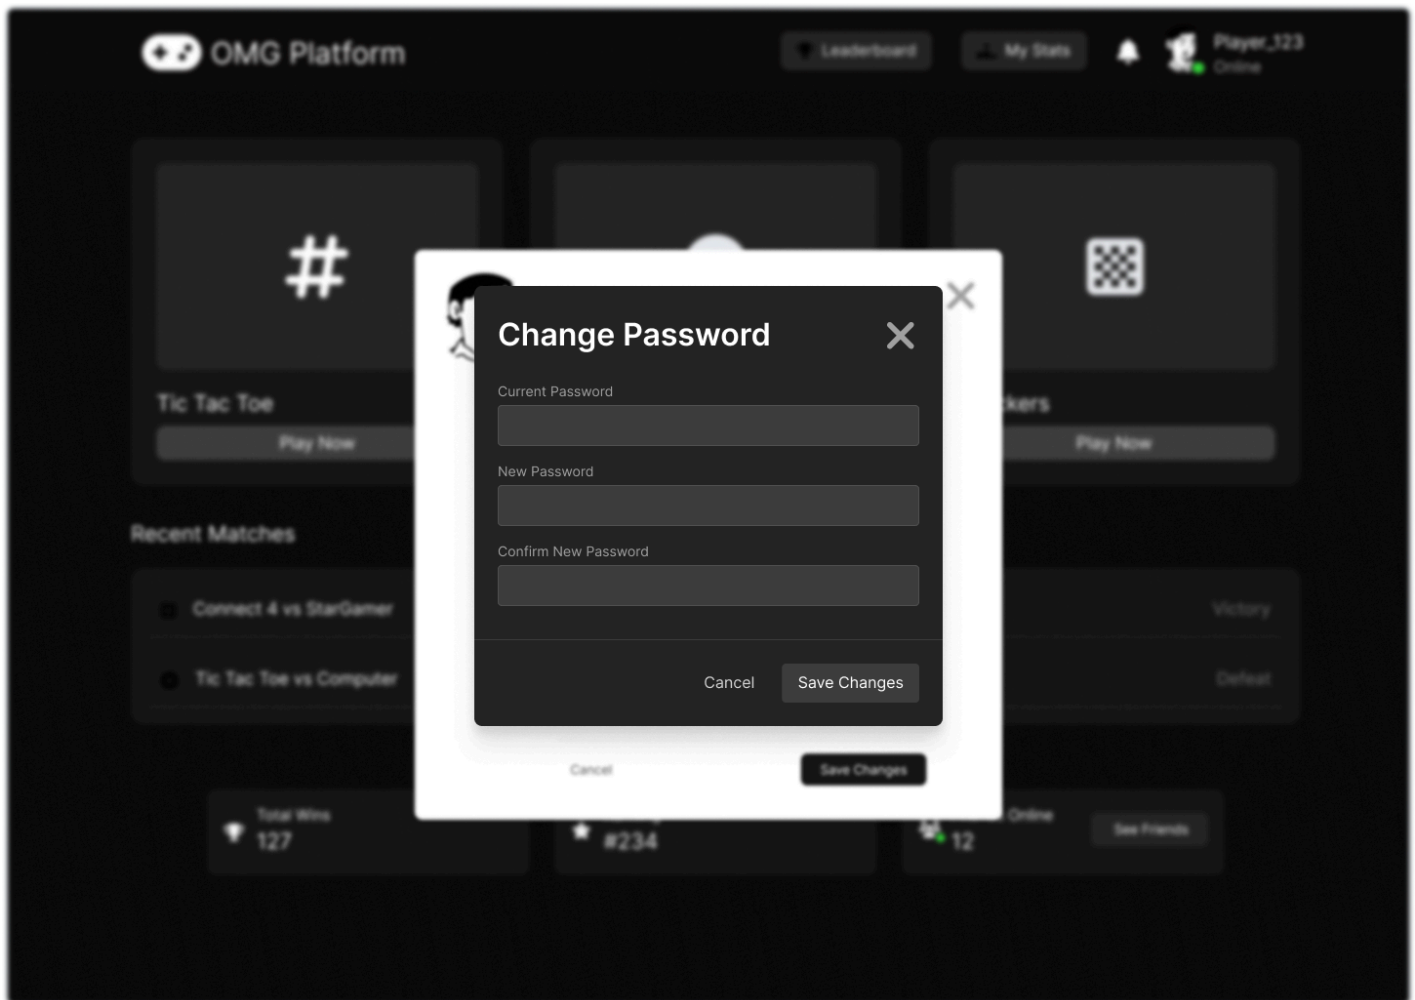 OMG Platform
Leaderboard
My Stats
Player_123
Online
Change Password
Current Password
New Password
Confirm New Password
Cancel
Save Changes
Tic Tac Toe
Play Now
Play Now
Recent Matches
Connect 4 vs StarGamer
Victory
Tic Tac Toe vs Computer
Defeat
Cancel
Save Changes
Total Wins
127
#234
Online
12
See Friends